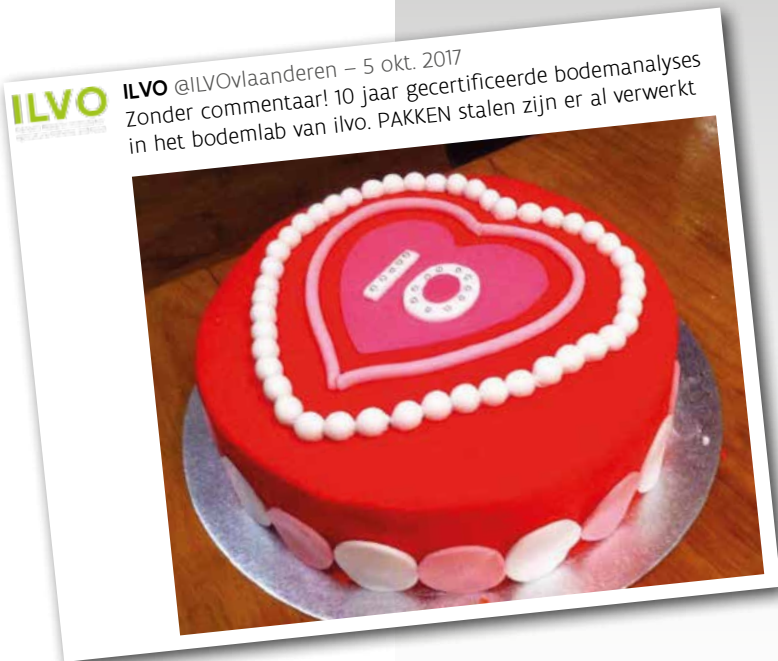 ILVO
ILVO @ILVOvlaanderen – 5 okt. 2017
Zonder commentaar! 10 jaar gecertificeerde bodemanalyses
in het bodemlab van ilvo. PAKKEN stalen zijn er al verwerkt
10